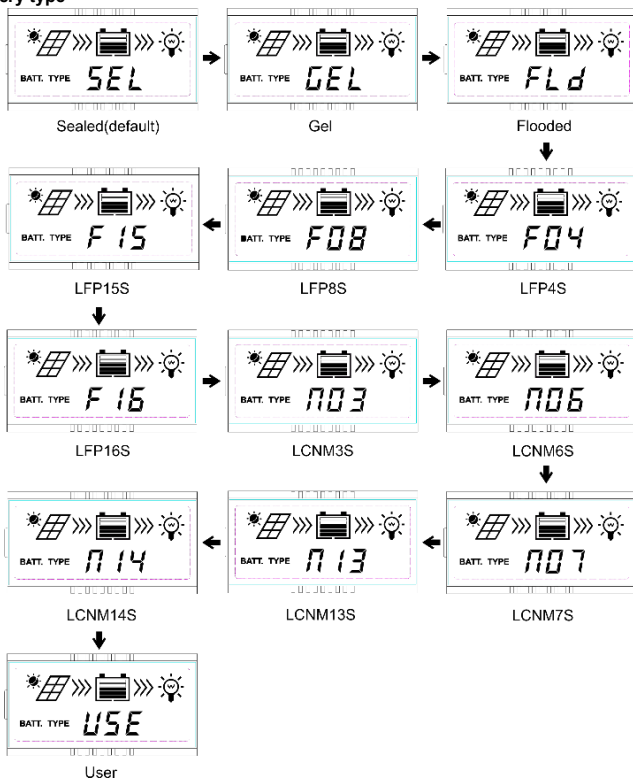 ery type
BATT. TYPE SEL
BATT. TYPE GEL
BATT. TYPE FLd
Sealed(default)
Gel
Flooded
BATT. TYPE F15
BATT. TYPE F08
BATT. TYPE F04
LFP15S
LFP8S
LFP4S
BATT. TYPE F16
BATT. TYPE N03
BATT. TYPE N06
LFP16S
LCNM3S
LCNM6S
BATT. TYPE N14
BATT. TYPE N13
BATT. TYPE N07
LCNM14S
LCNM13S
LCNM7S
BATT. TYPE USE
User